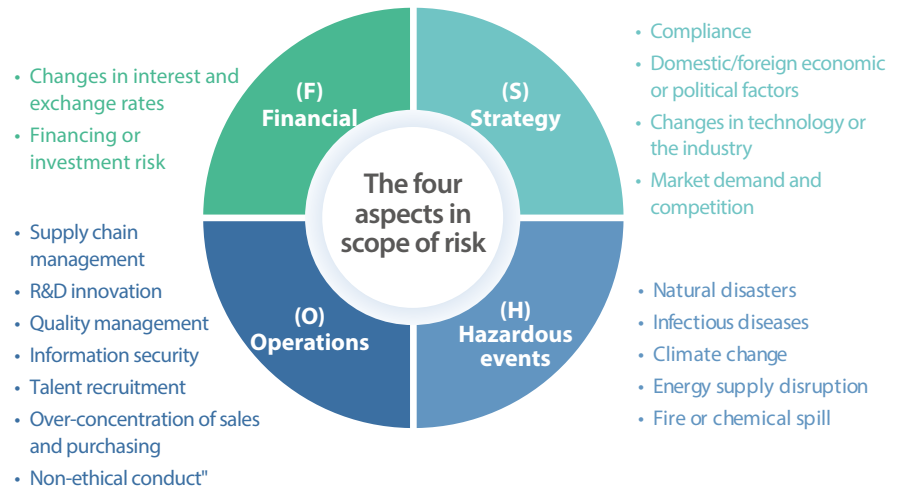 • Changes in interest and
exchange rates
• Financing or
investment risk
(F)
Financial
(S)
Strategy
• Compliance
• Domestic/foreign economic
or political factors
• Changes in technology or
the industry
• Market demand and
competition
The four
aspects in
scope of risk
• Supply chain
management
• R&D innovation
• Quality management
• Information security
• Talent recruitment
• Over-concentration of sales
and purchasing
• Non-ethical conduct"
(O)
Operations
(H)
Hazardous
events
• Natural disasters
• Infectious diseases
• Climate change
• Energy supply disruption
• Fire or chemical spill